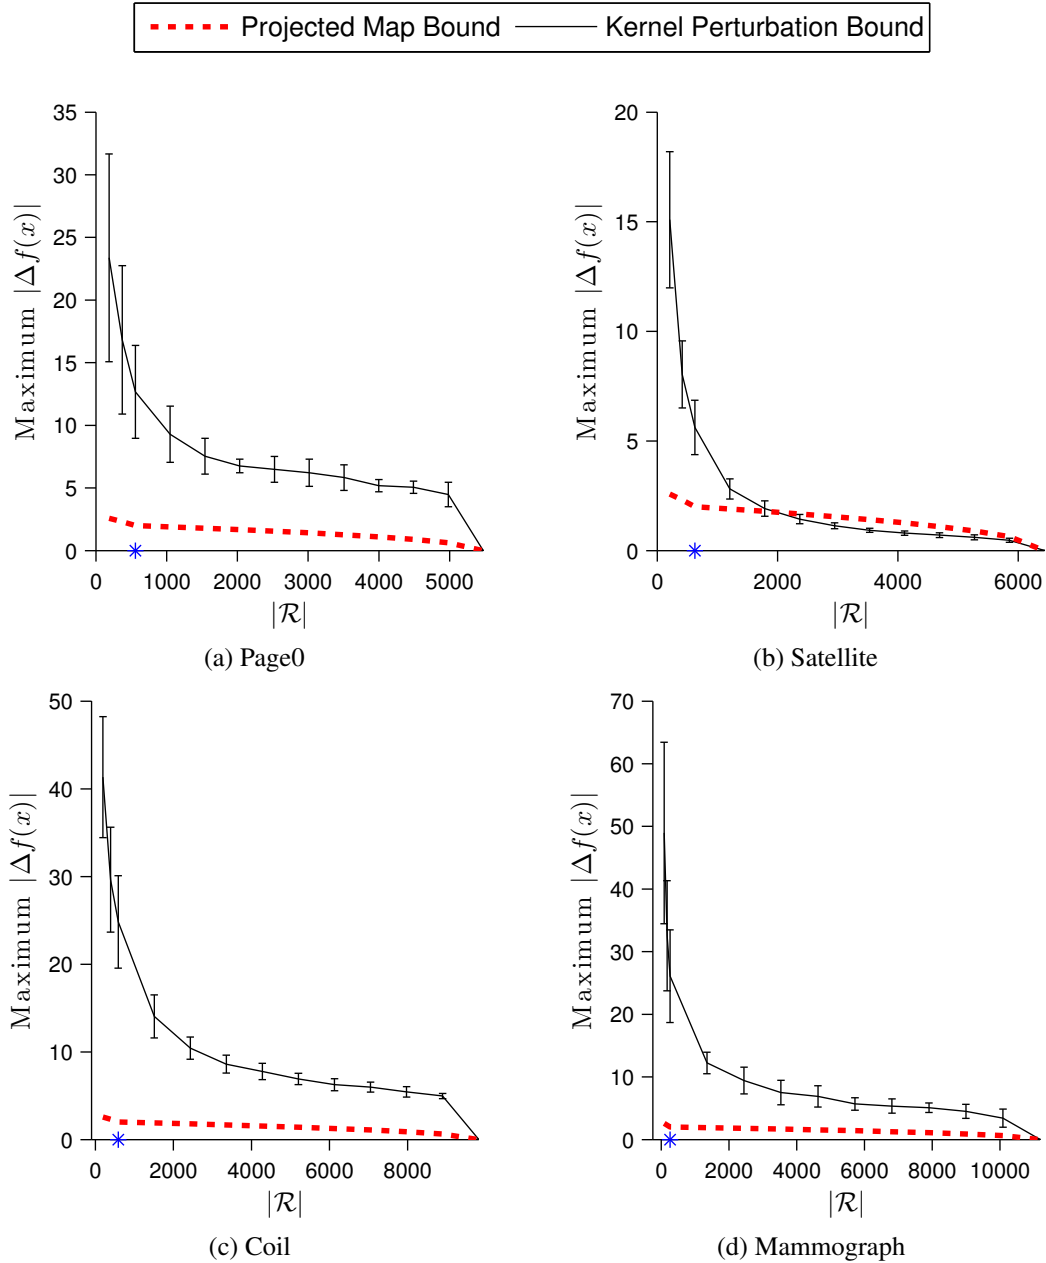 Projected Map Bound Kernel Perturbation Bound
35
30
25
20
15
10
5
0
Maximum |Δf(x)|
0 1000 2000 3000 4000 5000
|ℛ|
(a) Page0
20
15
10
5
0
Maximum |Δf(x)|
0 2000 4000 6000
|ℛ|
(b) Satellite
50
40
30
20
10
0
Maximum |Δf(x)|
0 2000 4000 6000 8000
|ℛ|
(c) Coil
70
60
50
40
30
20
10
0
Maximum |Δf(x)|
0 2000 4000 6000 8000 10000
|ℛ|
(d) Mammograph